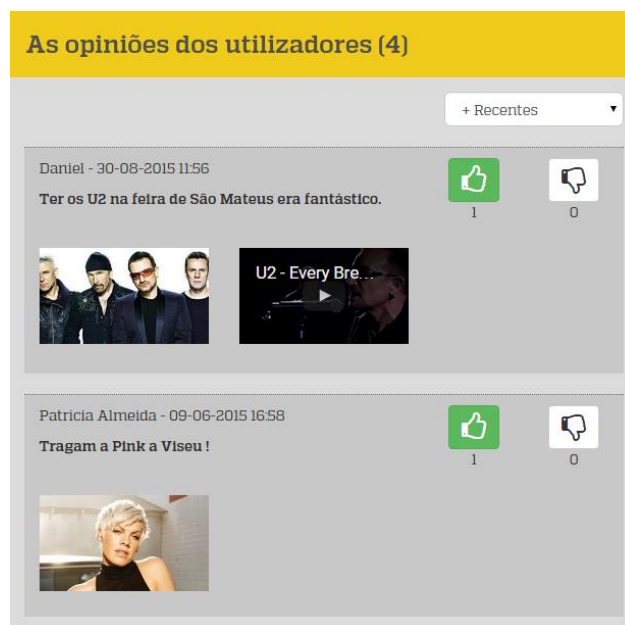 As opiniões dos utilizadores (4)
+ Recentes
Daniel - 30-08-2015 11:56
Ter os U2 na feira de São Mateus era fantástico.
1
0
U2 - Every Bre...
Patricia Almeida - 09-06-2015 16:58
Tragam a Pink a Viseu !
1
0